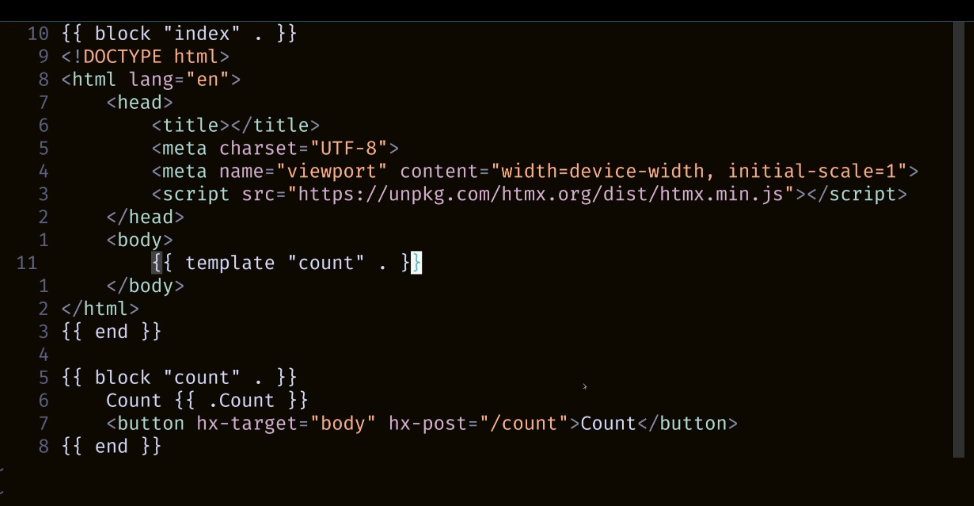 10 {{ block "index" . }}
9 <!DOCTYPE html>
8 <html lang="en">
7     <head>
6         <title></title>
5         <meta charset="UTF-8">
4         <meta name="viewport" content="width=device-width, initial-scale=1">
3         <script src="https://unpkg.com/htmx.org/dist/htmx.min.js"></script>
2     </head>
1     <body>
11         {{ template "count" . }}
1     </body>
2 </html>
3 {{ end }}
4
5 {{ block "count" . }}
6     Count {{ .Count }}
7     <button hx-target="body" hx-post="/count">Count</button>
8 {{ end }}